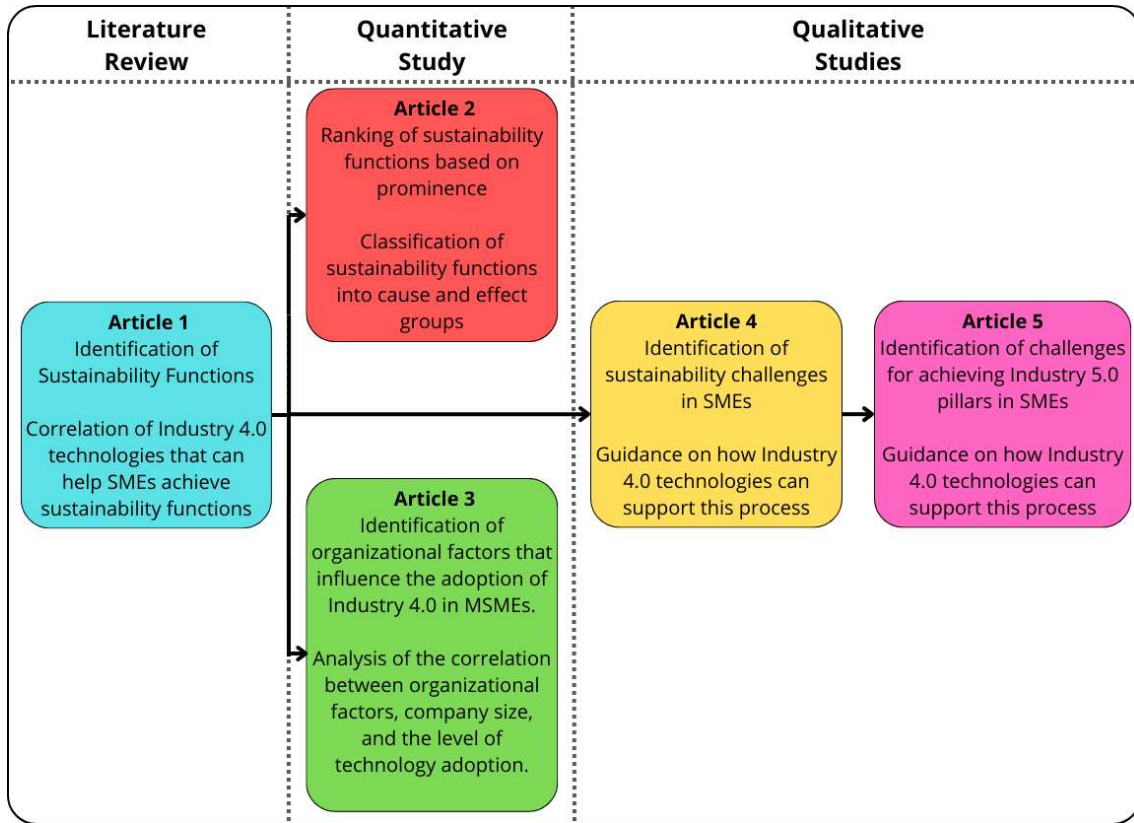 Literature
Review
Quantitative
Study
Qualitative
Studies
Article 2
Ranking of sustainability
functions based on
prominence
Classification of
sustainability functions
into cause and effect
groups
Article 1
Identification of
Sustainability Functions
Correlation of Industry 4.0
technologies that can
help SMEs achieve
sustainability functions
Article 3
Identification of
organizational factors that
influence the adoption of
Industry 4.0 in MSMEs.
Analysis of the correlation
between organizational
factors, company size,
and the level of
technology adoption.
Article 4
Identification of
sustainability challenges
in SMEs
Guidance on how Industry
4.0 technologies can
support this process
Article 5
Identification of challenges
for achieving Industry 5.0
pillars in SMEs
Guidance on how Industry
4.0 technologies can
support this process